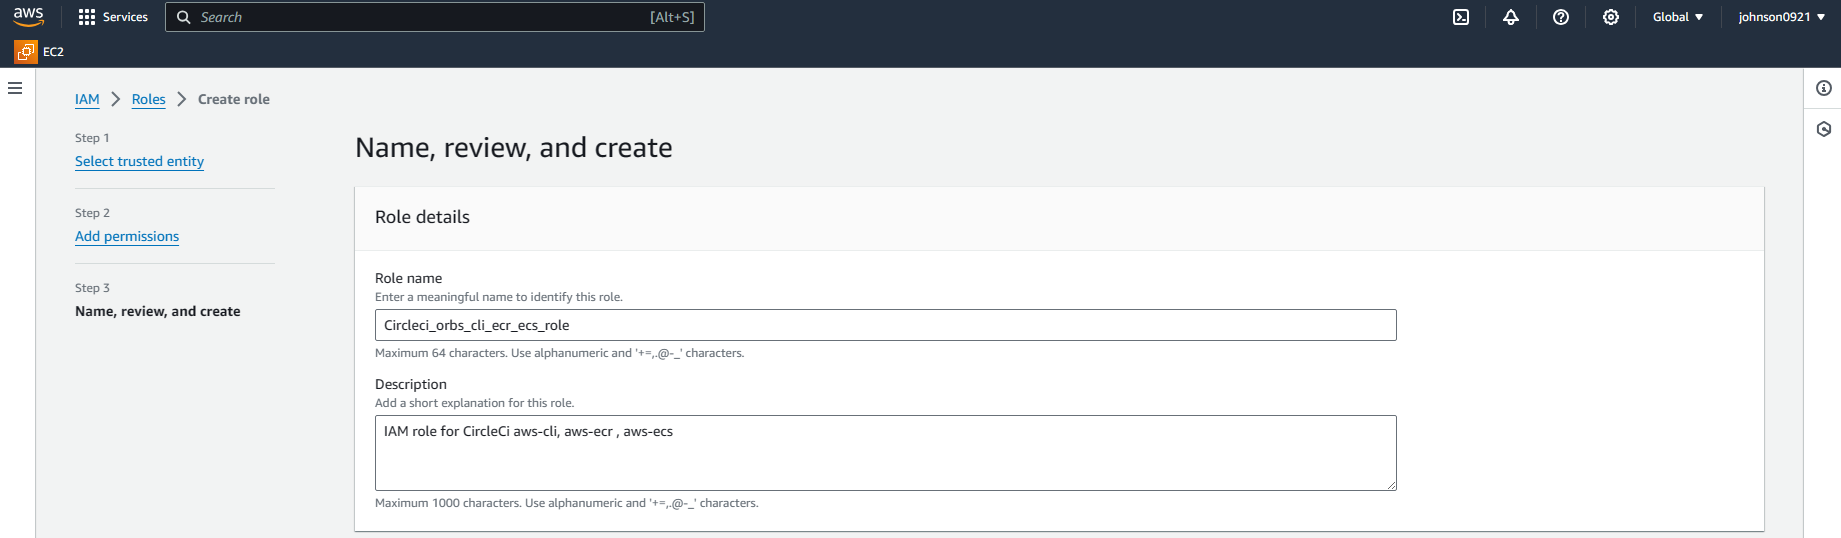 aws Services Search [Alt+S] Global johnson0921
EC2
IAM Roles Create role
Step 1
Select trusted entity
Step 2
Add permissions
Step 3
Name, review, and create
Name, review, and create
Role details
Role name
Enter a meaningful name to identify this role.
Circleci_orbs_cli_ecr_ecs_role
Maximum 64 characters. Use alphanumeric and '+=,.@-_' characters.
Description
Add a short explanation for this role.
IAM role for CircleCi aws-cli, aws-ecr , aws-ecs
Maximum 1000 characters. Use alphanumeric and '+=,.@-_' characters.